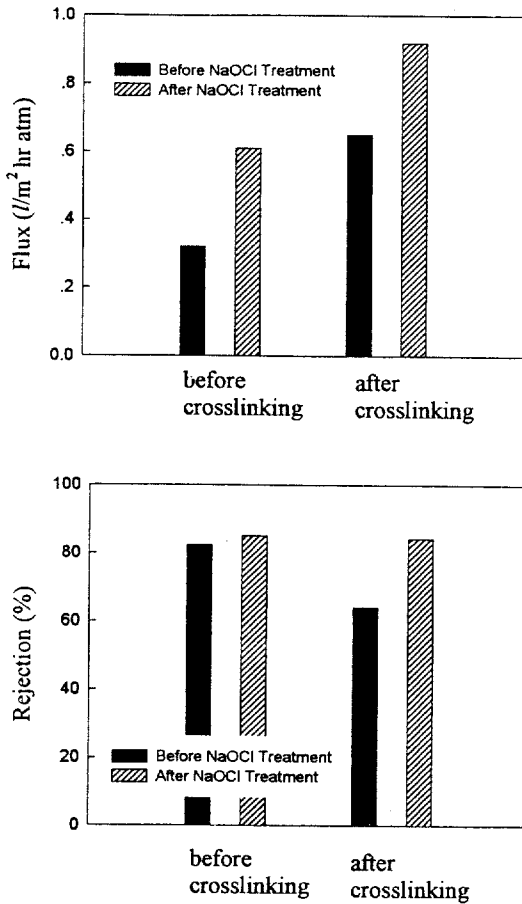 1.0
.8
.6
.4
.2
0.0
Flux (l/m² hr atm)
Before NaOCl Treatment
After NaOCl Treatment
before
crosslinking
after
crosslinking
100
80
60
40
20
0
Rejection (%)
Before NaOCl Treatment
After NaOCl Treatment
before
crosslinking
after
crosslinking